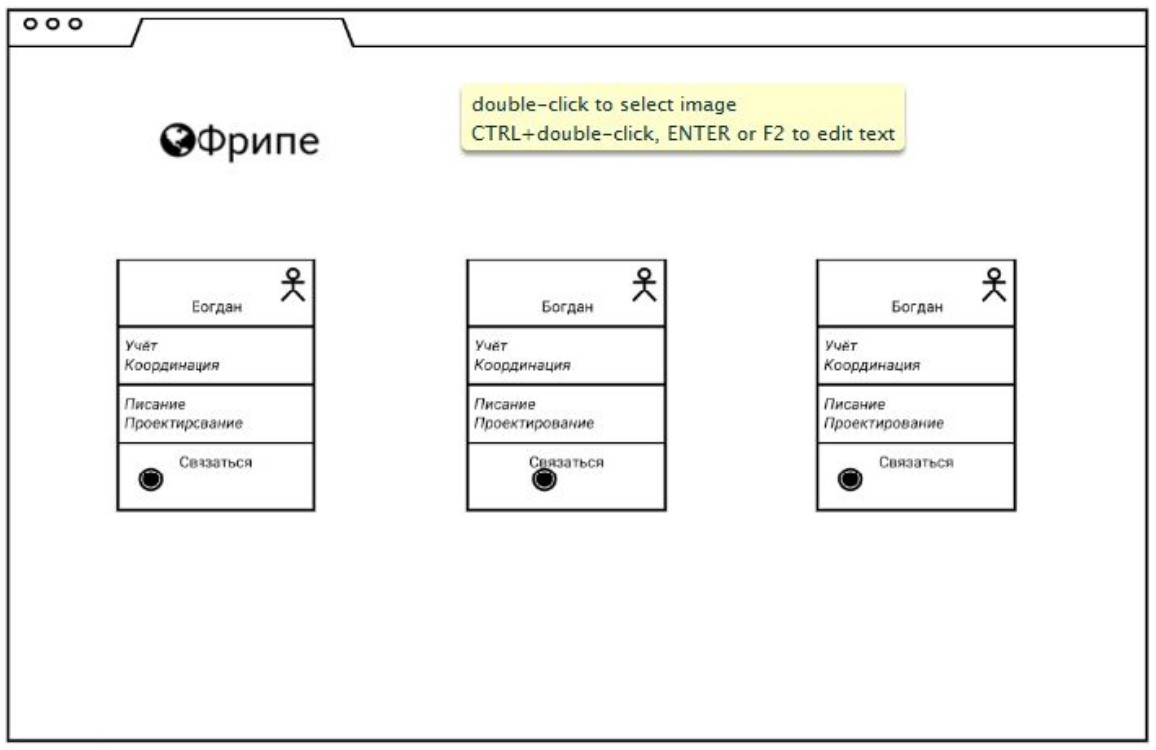 Фрипе
double-click to select image
CTRL+double-click, ENTER or F2 to edit text
Еогдан
Учёт
Координация
Писание
Проектирсвание
Связаться
Богдан
Учёт
Координация
Писание
Проектирование
Связаться
Богдан
Учёт
Координация
Писание
Проектирование
Связаться